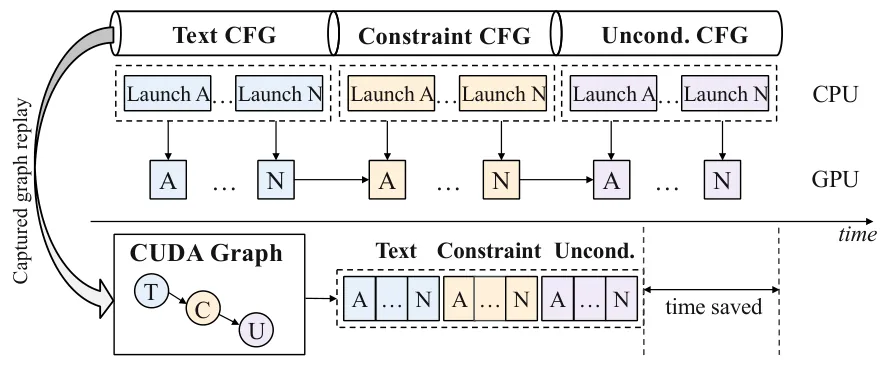 Text CFG Constraint CFG Uncond. CFG
Launch A ... Launch N Launch A ... Launch N Launch A ... Launch N CPU
A ... N A ... N A ... N GPU
Captured graph replay
time
CUDA Graph
T
C
U
Text Constraint Uncond.
A ... N A ... N A ... N
time saved